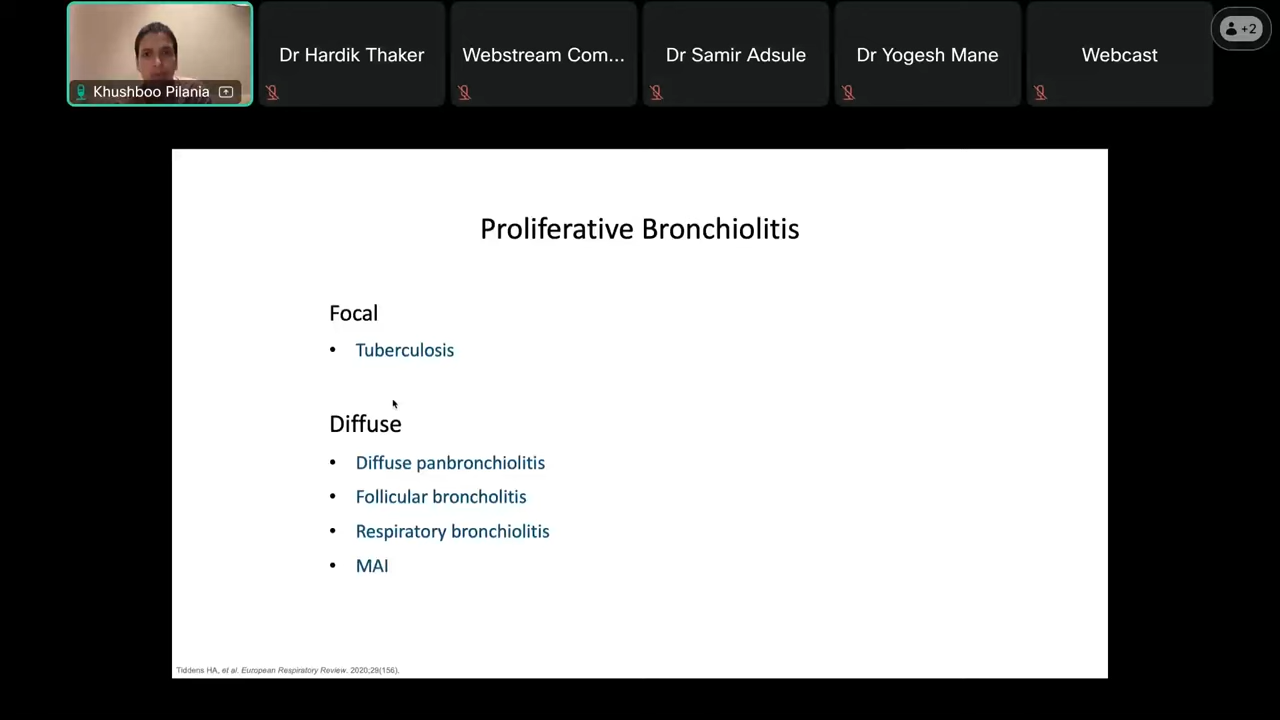 Khushboo Pilania
Dr Hardik Thaker
Webstream Com...
Dr Samir Adsule
Dr Yogesh Mane
Webcast
+2
Proliferative Bronchiolitis
Focal
• Tuberculosis
Diffuse
• Diffuse panbronchiolitis
• Follicular broncholitis
• Respiratory bronchiolitis
• MAI
Tiddens HA, et al. European Respiratory Review. 2020;29(156).